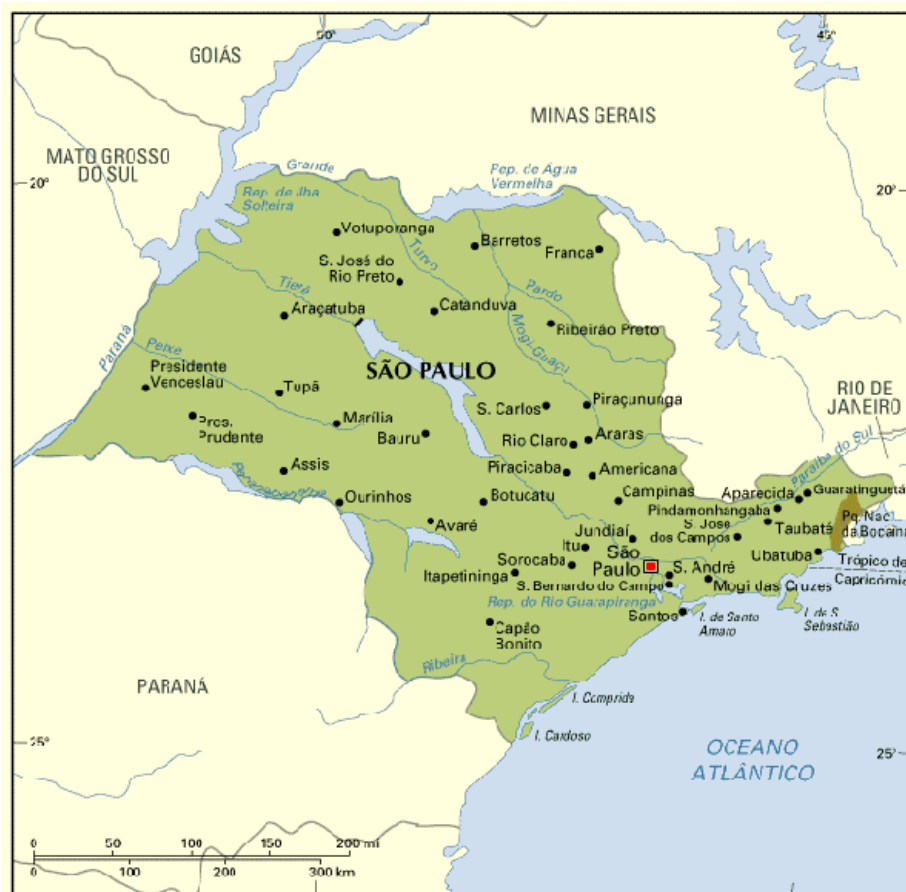 50°
45°
GOIÁS
MINAS GERAIS
MATO GROSSO
DO SUL
20°
20°
Grande
Rep. de Ilha
Solteira
Rep. de Água
Vermelha
Votuporanga
Turvo
Barretos
Franca
S. José do
Rio Preto
Tietê
Pardo
Araçatuba
Catanduva
Mogi-Guaçu
Ribeirão Preto
Paraná
Peixe
SÃO PAULO
Presidente
Venceslau
Tupã
RIO DE
JANEIRO
Pres.
Prudente
Marília
Bauru
S. Carlos
Piraçununga
Rio Claro
Araras
Paraíba do Sul
Assis
Piracicaba
Americana
Paranapanema
Ourinhos
Botucatu
Campinas
Aparecida
Guaratinguetá
Pindamonhangaba
Avaré
Jundiaí
S. José
dos Campos
Taubaté
Pq. Nac.
da Bocaina
Itu
São
Paulo
Ubatuba
Sorocaba
S. André
Trópico de
Capricórnio
Itapetininga
S. Bernardo do Campo
Mogi das Cruzes
Rep. do Rio Guarapiranga
Santos
I. de Santo
Amaro
I. de S.
Sebastião
Capão
Bonito
Ribeira
PARANÁ
I. Comprida
I. Cardoso
25°
25°
OCEANO
ATLÂNTICO
0 50 100 200 mi
0 100 200 300 km